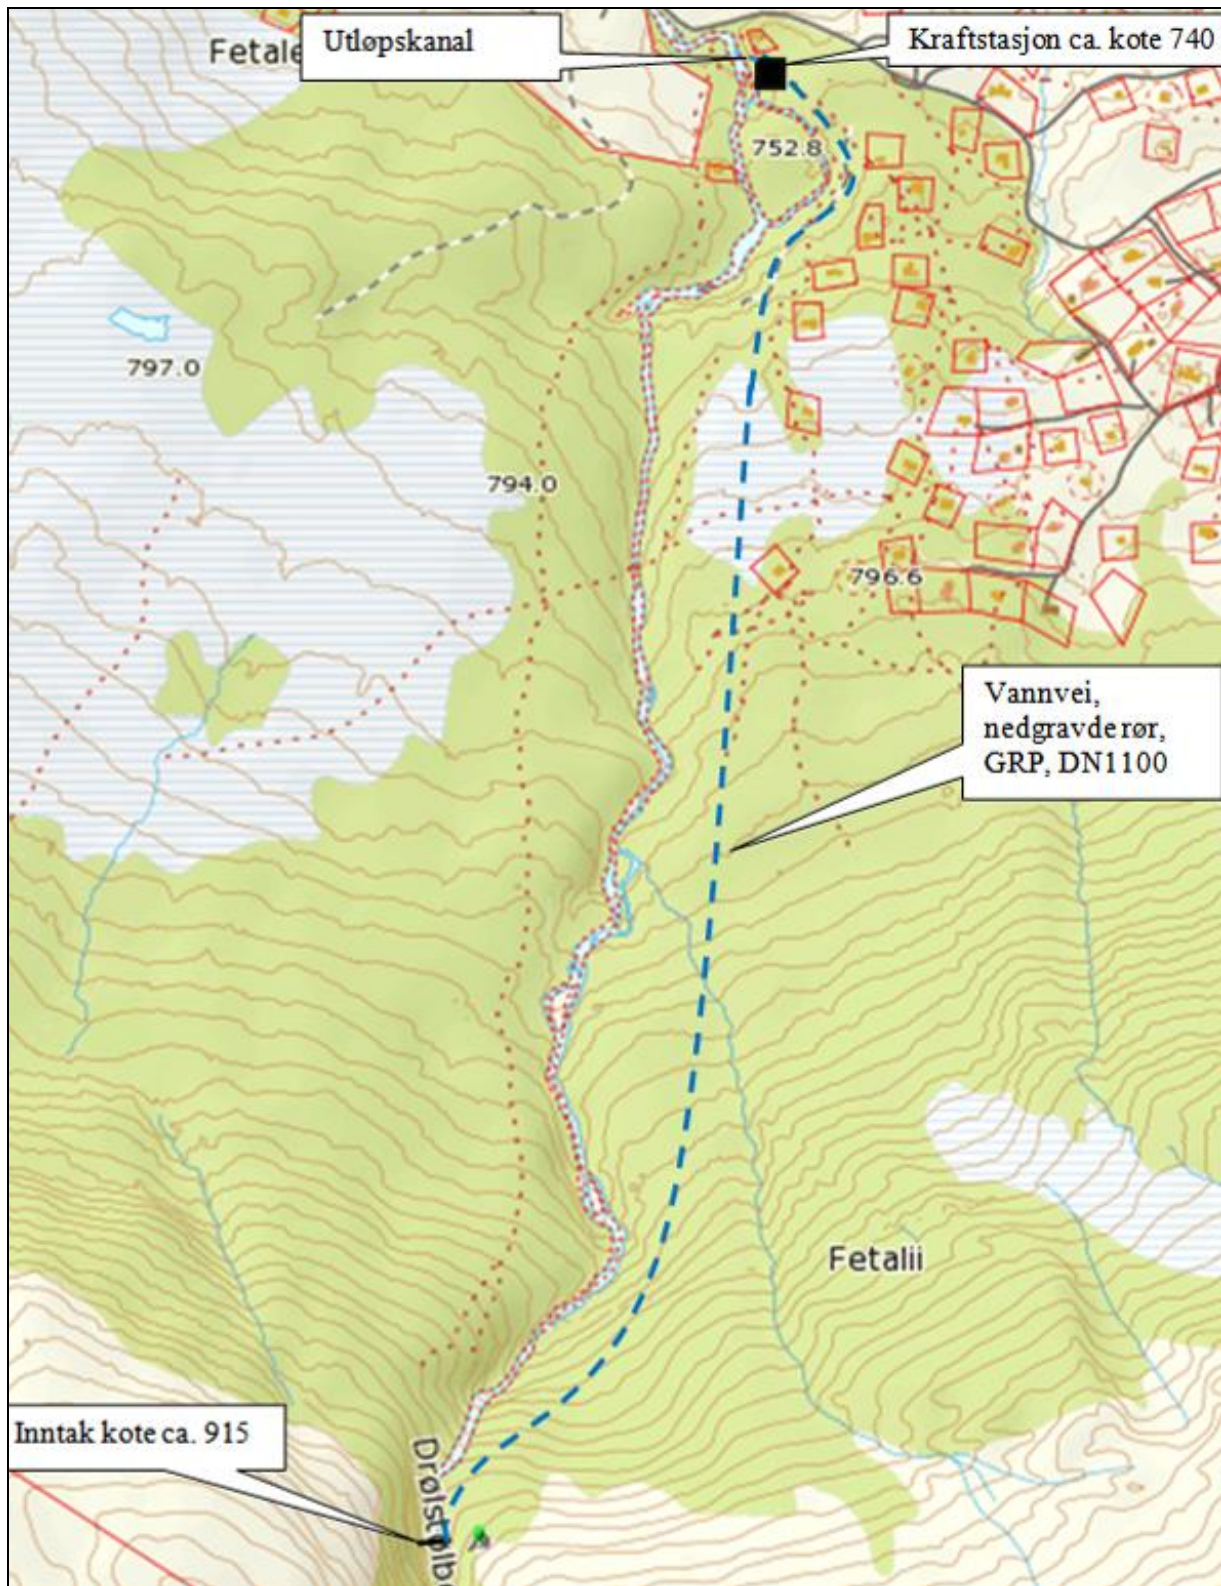 Utløpskanal
Kraftstasjon ca. kote 740
752.8
797.0
794.0
796.6
Vannvei,
nedgravde rør,
GRP, DN1100
Fetalii
Inntak kote ca. 915